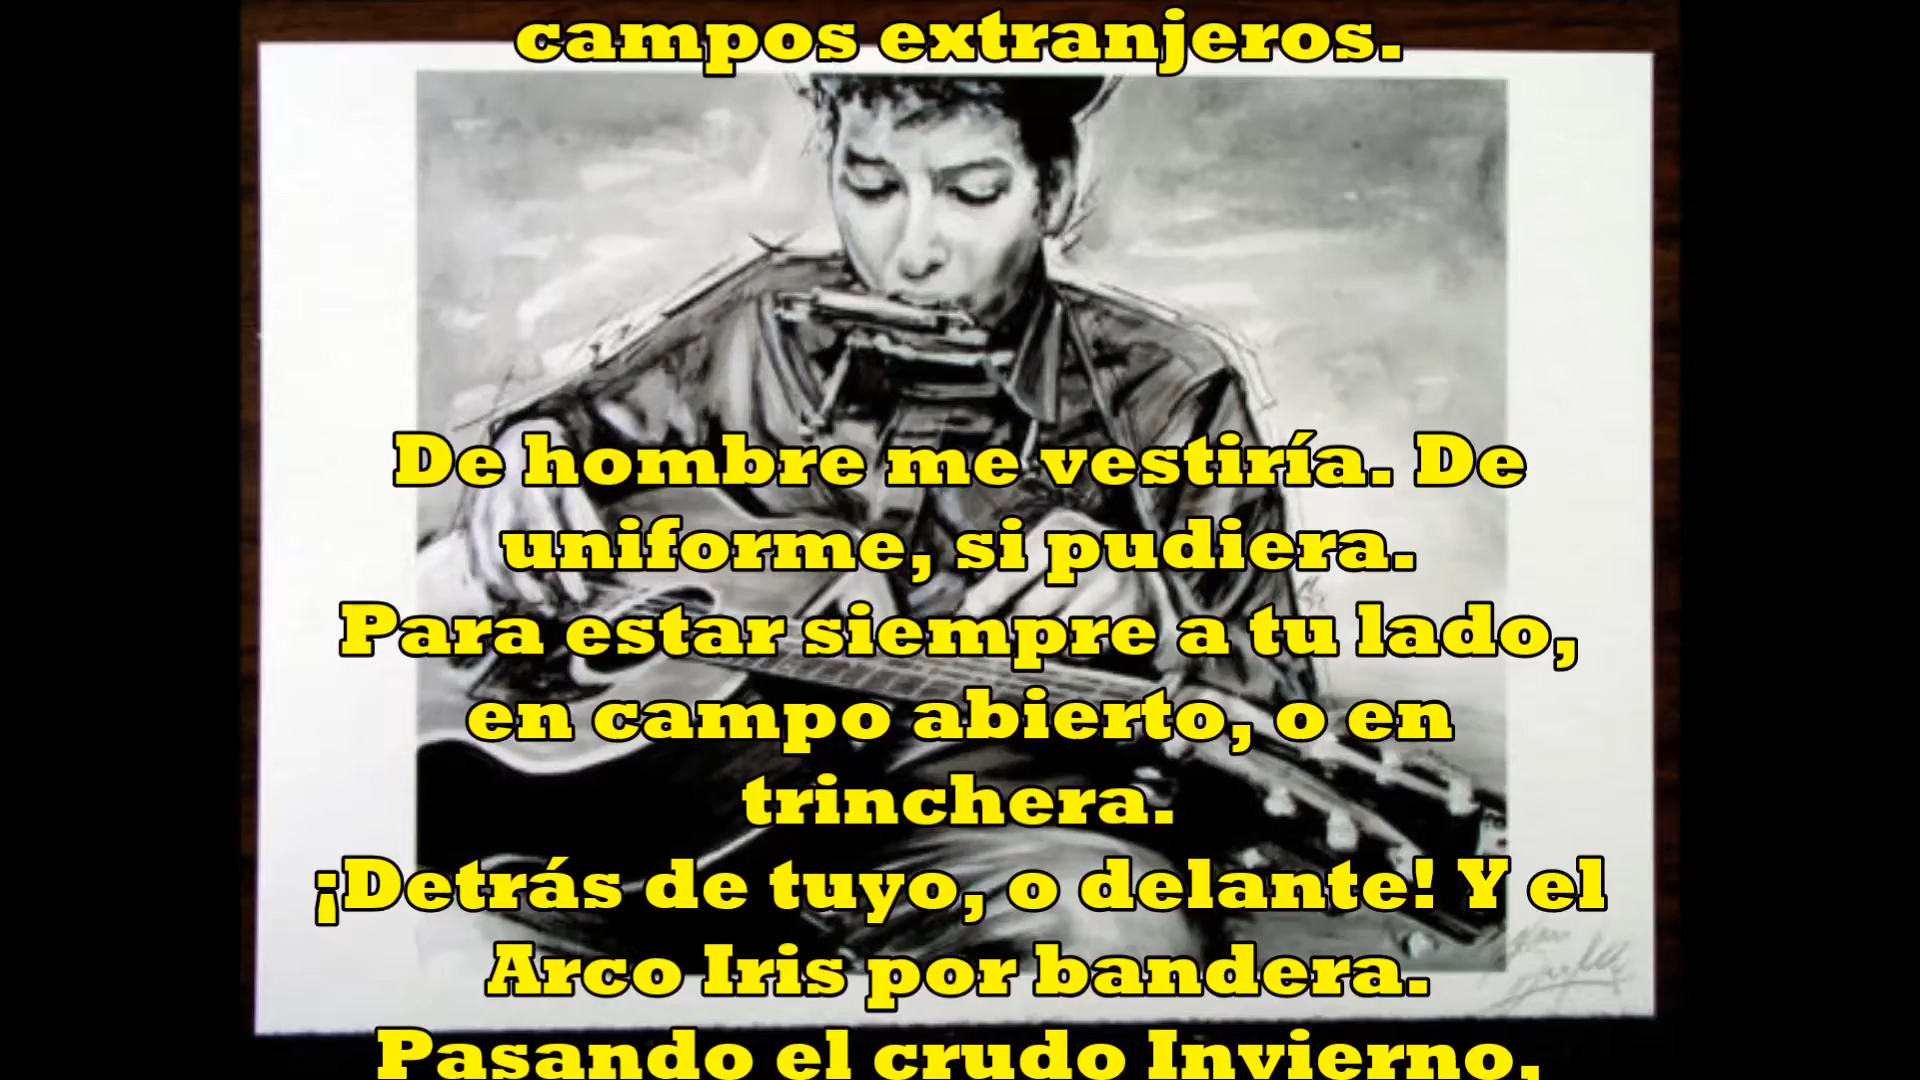 campos extranjeros.
De hombre me vestiría. De
uniforme, si pudiera.
Para estar siempre a tu lado,
en campo abierto, o en
trinchera.
¡Detrás de tuyo, o delante! Y el
Arco Iris por bandera.
Pasando el crudo Invierno,